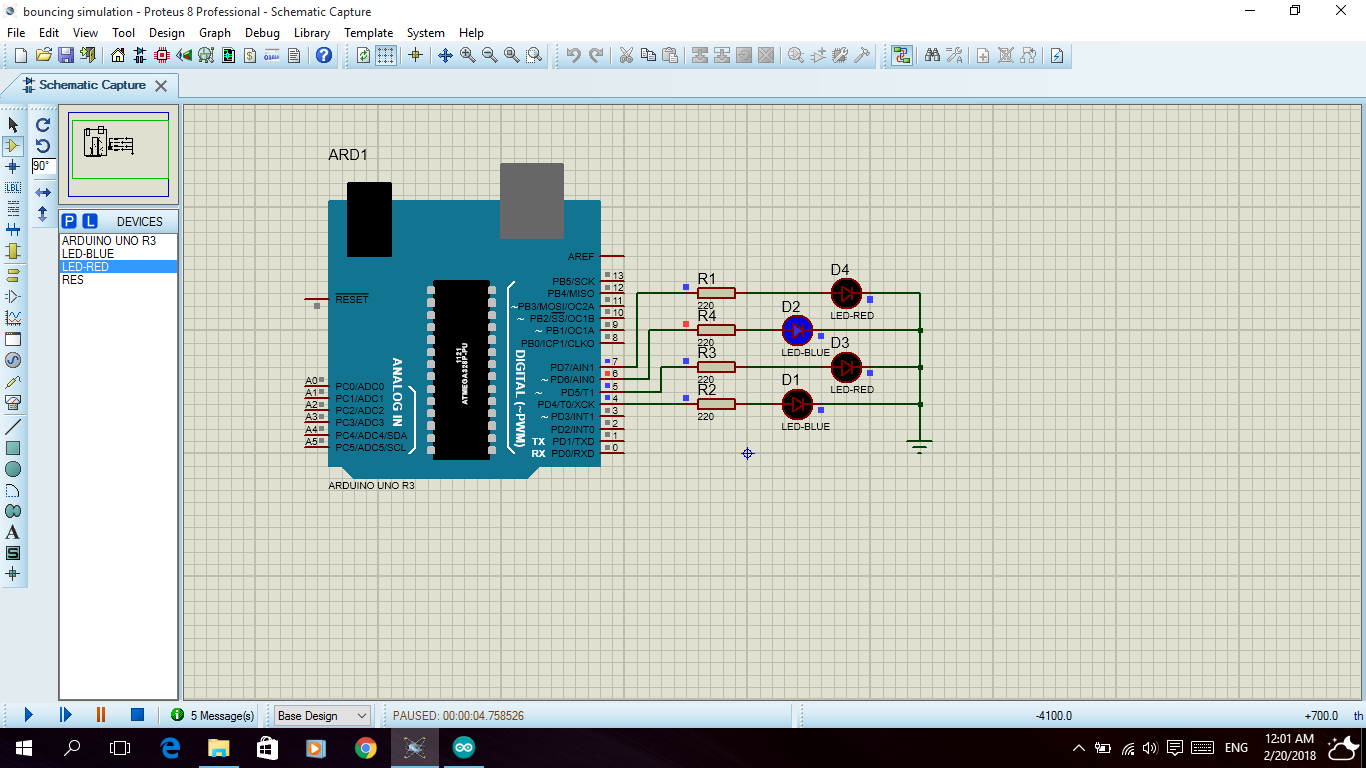 bouncing simulation - Proteus 8 Professional - Schematic Capture
File Edit View Tool Design Graph Debug Library Template System Help
Schematic Capture
90°
LBL
P L DEVICES
ARDUINO UNO R3
LED-BLUE
LED-RED
RES
A
S
ARD1
AREF
RESET
PB5/SCK 13
PB4/MISO 12
~PB3/MOSI/OC2A 11
~ PB2/SS/OC1B 10
~ PB1/OC1A 9
PB0/ICP1/CLKO 8
PD7/AIN1 7
~ PD6/AIN0 6
~ PD5/T1 5
PD4/T0/XCK 4
~ PD3/INT1 3
PD2/INT0 2
TX PD1/TXD 1
RX PD0/RXD 0
A0 PC0/ADC0
A1 PC1/ADC1
A2 PC2/ADC2
A3 PC3/ADC3
A4 PC4/ADC4/SDA
A5 PC5/ADC5/SCL
ANALOG IN
1121
ATMEGA328P-PU
DIGITAL (~PWM)
ARDUINO UNO R3
R1
220
R4
220
R3
220
R2
220
D4
LED-RED
D2
LED-BLUE
D3
LED-RED
D1
LED-BLUE
5 Message(s) Base Design PAUSED: 00:00:04.758526 -4100.0 +700.0 th
ENG 12:01 AM
2/20/2018